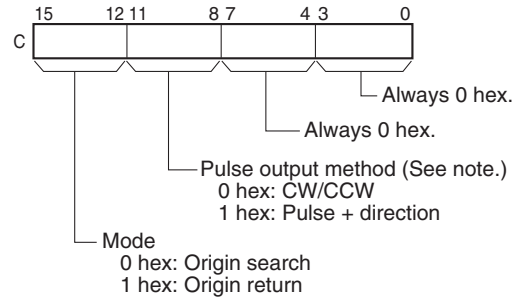 15 12 11 8 7 4 3 0
C
Always 0 hex.
Always 0 hex.
Pulse output method (See note.)
0 hex: CW/CCW
1 hex: Pulse + direction
Mode
0 hex: Origin search
1 hex: Origin return